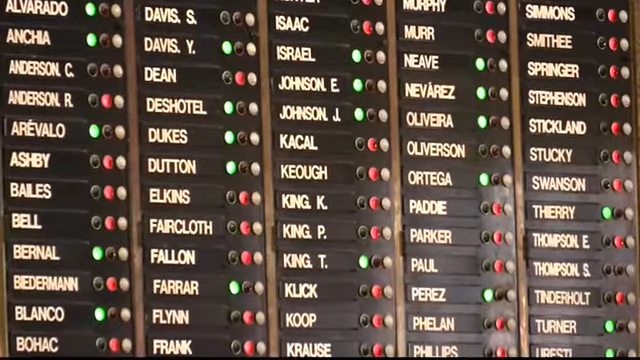 ALVARADO
ANCHIA
ANDERSON. C.
ANDERSON. R.
ARÉVALO
ASHBY
BAILES
BELL
BERNAL
BIEDERMANN
BLANCO
BOHAC
DAVIS. S.
DAVIS. Y.
DEAN
DESHOTEL
DUKES
DUTTON
ELKINS
FAIRCLOTH
FALLON
FARRAR
FLYNN
FRANK
ISAAC
ISRAEL
JOHNSON. E.
JOHNSON. J.
KACAL
KEOUGH
KING. K.
KING. P.
KING. T.
KLICK
KOOP
KRAUSE
MURPHY
MURR
NEAVE
NEVÁREZ
OLIVEIRA
OLIVERSON
ORTEGA
PADDIE
PARKER
PAUL
PEREZ
PHELAN
PHILLIPS
SIMMONS
SMITHEE
SPRINGER
STEPHENSON
STICKLAND
STUCKY
SWANSON
THIERRY
THOMPSON. E.
THOMPSON. S.
TINDERHOLT
TURNER
URESTI